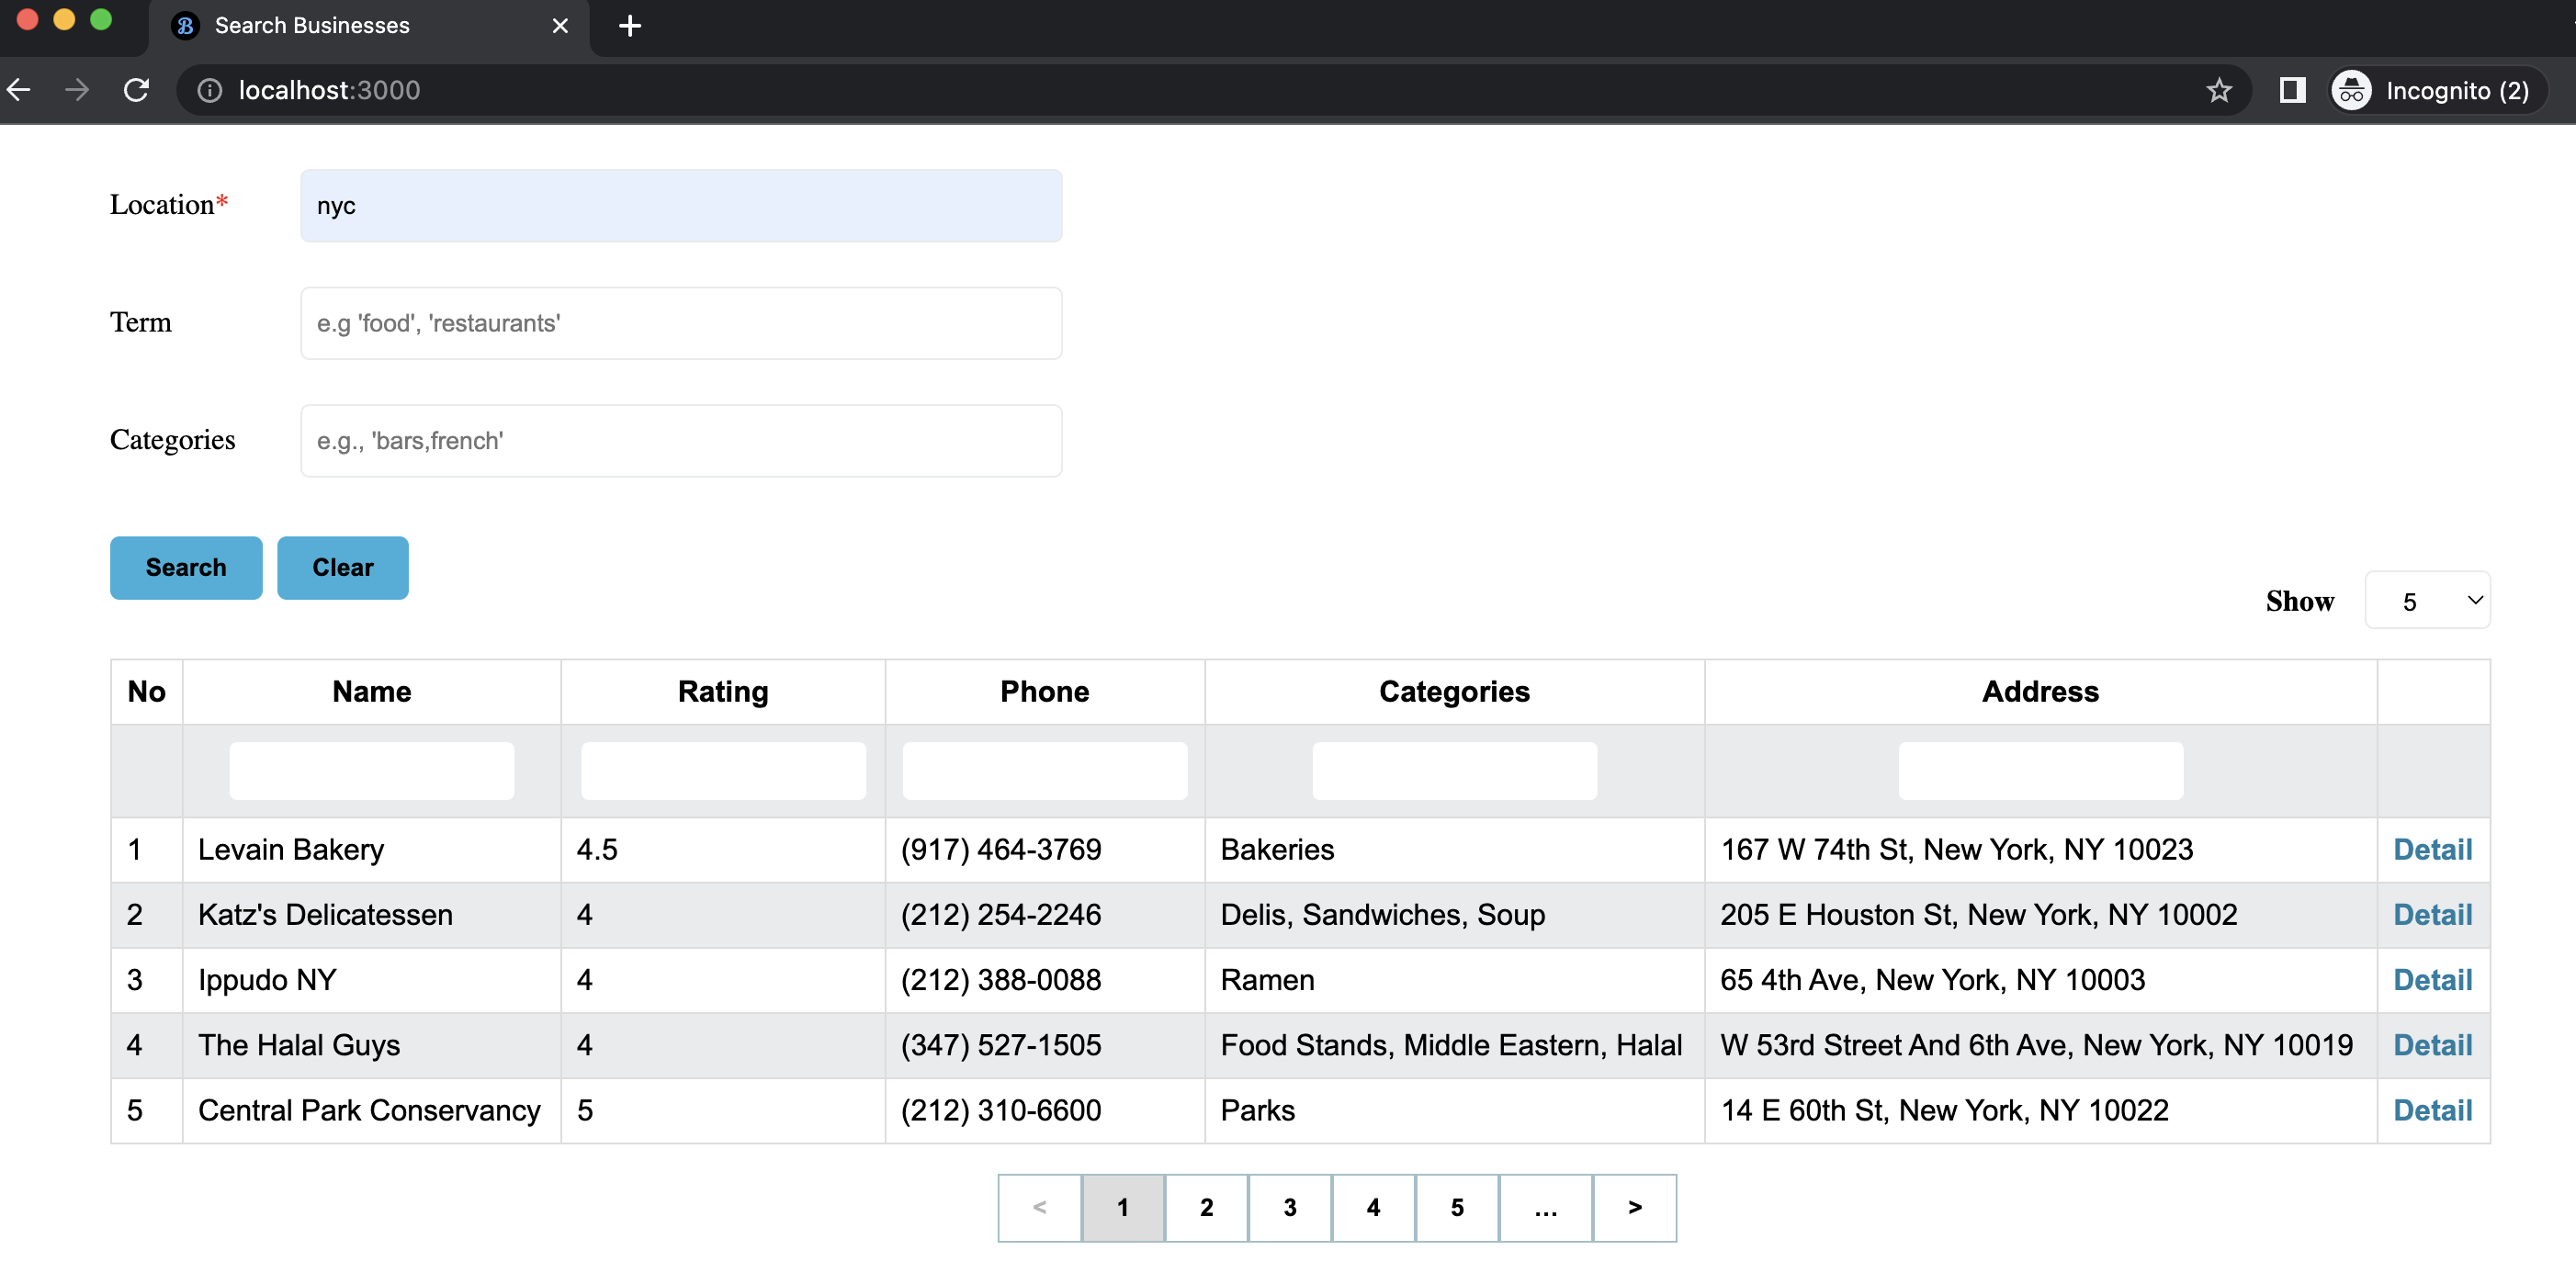 Search Businesses
localhost:3000
Incognito (2)
Location* nyc
Term e.g 'food', 'restaurants'
Categories e.g., 'bars,french'
Search Clear
Show 5
No Name Rating Phone Categories Address
1 Levain Bakery 4.5 (917) 464-3769 Bakeries 167 W 74th St, New York, NY 10023 Detail
2 Katz's Delicatessen 4 (212) 254-2246 Delis, Sandwiches, Soup 205 E Houston St, New York, NY 10002 Detail
3 Ippudo NY 4 (212) 388-0088 Ramen 65 4th Ave, New York, NY 10003 Detail
4 The Halal Guys 4 (347) 527-1505 Food Stands, Middle Eastern, Halal W 53rd Street And 6th Ave, New York, NY 10019 Detail
5 Central Park Conservancy 5 (212) 310-6600 Parks 14 E 60th St, New York, NY 10022 Detail
< 1 2 3 4 5 ... >